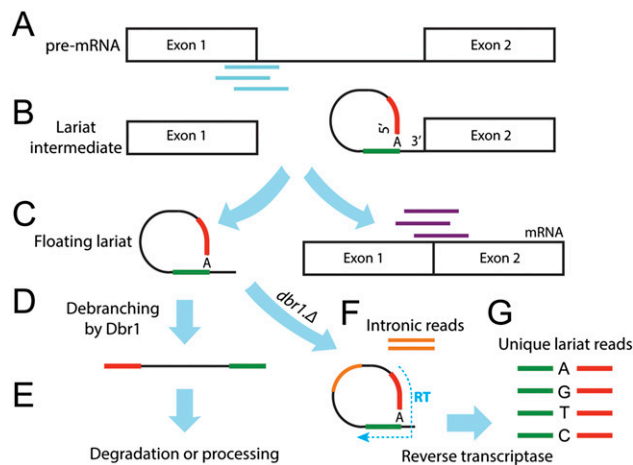 A
pre-mRNA
Exon 1
Exon 2
B
Lariat
intermediate
Exon 1
5'
A
3'
Exon 2
C
Floating lariat
A
mRNA
Exon 1
Exon 2
D
Debranching
by Dbr1
dbr1.Δ
E
Degradation or processing
F
Intronic reads
RT
A
Reverse transcriptase
G
Unique lariat reads
A
G
T
C